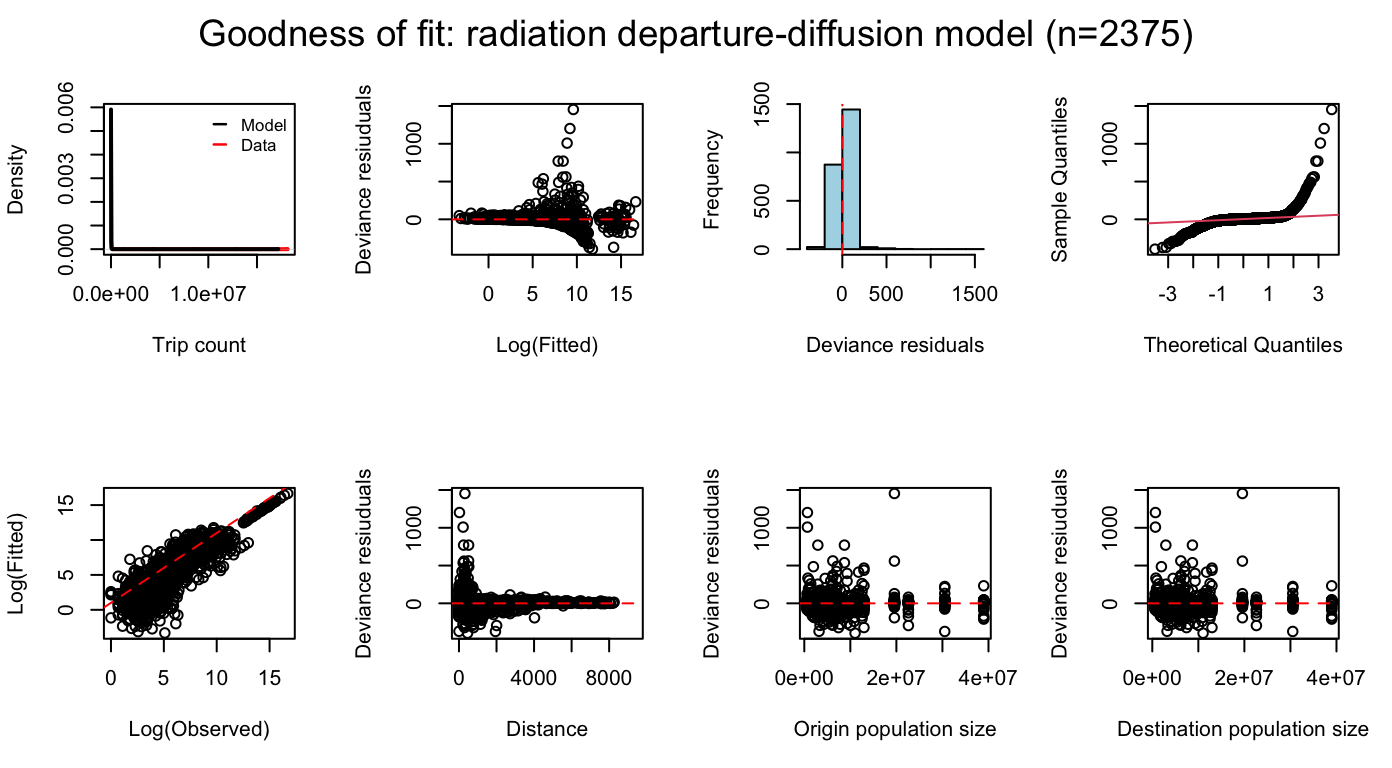 Goodness of fit: radiation departure-diffusion model (n=2375)
Density
0.000 0.003 0.006
Model
Data
0.0e+00 1.0e+07
Trip count
Deviance resiuduals
0 1000
0 5 10 15
Log(Fitted)
Frequency
0 500 1500
0 500 1500
Deviance residuals
Sample Quantiles
0 1000
-3 -1 1 3
Theoretical Quantiles
Log(Fitted)
0 5 15
0 5 10 15
Log(Observed)
Deviance resiuduals
0 1000
0 4000 8000
Distance
Deviance resiuduals
0 1000
0e+00 2e+07 4e+07
Origin population size
Deviance resiuduals
0 1000
0e+00 2e+07 4e+07
Destination population size